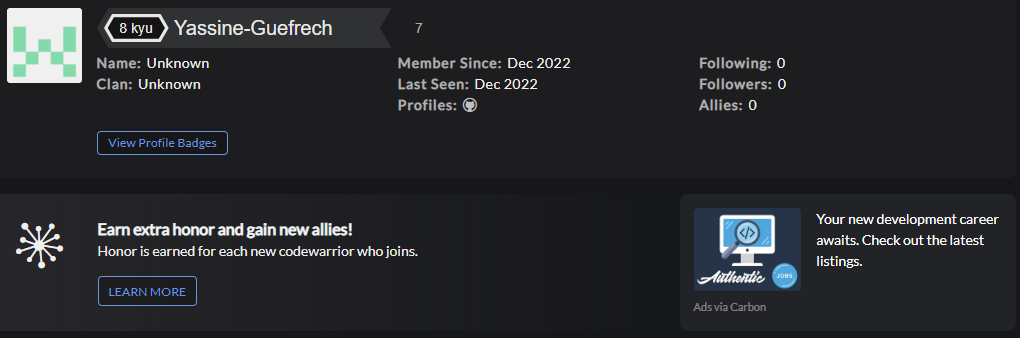 8 kyu Yassine-Guefrech 7
Name: Unknown
Clan: Unknown
Member Since: Dec 2022
Last Seen: Dec 2022
Profiles:
Following: 0
Followers: 0
Allies: 0
View Profile Badges
Earn extra honor and gain new allies!
Honor is earned for each new codewarrior who joins.
LEARN MORE
Authentic
JOBS
Your new development career
awaits. Check out the latest
listings.
Ads via Carbon